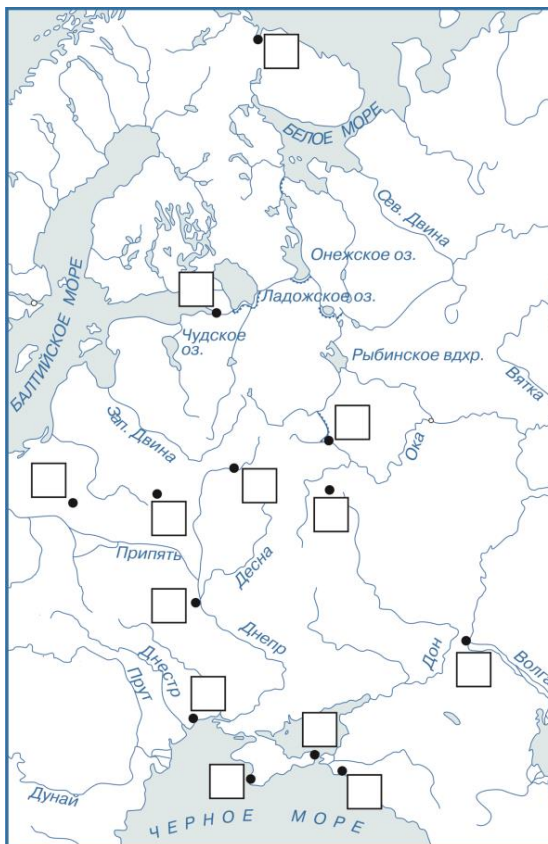 БЕЛОЕ МОРЕ
Сев. Двина
Онежское оз.
Ладожское оз.
БАЛТИЙСКОЕ МОРЕ
Чудское
оз.
Рыбинское вдхр.
Вятка
Зап. Двина
Ока
Припять
Десна
Днепр
Дон
Волга
Днестр
Прут
Дунай
ЧЕРНОЕ МОРЕ